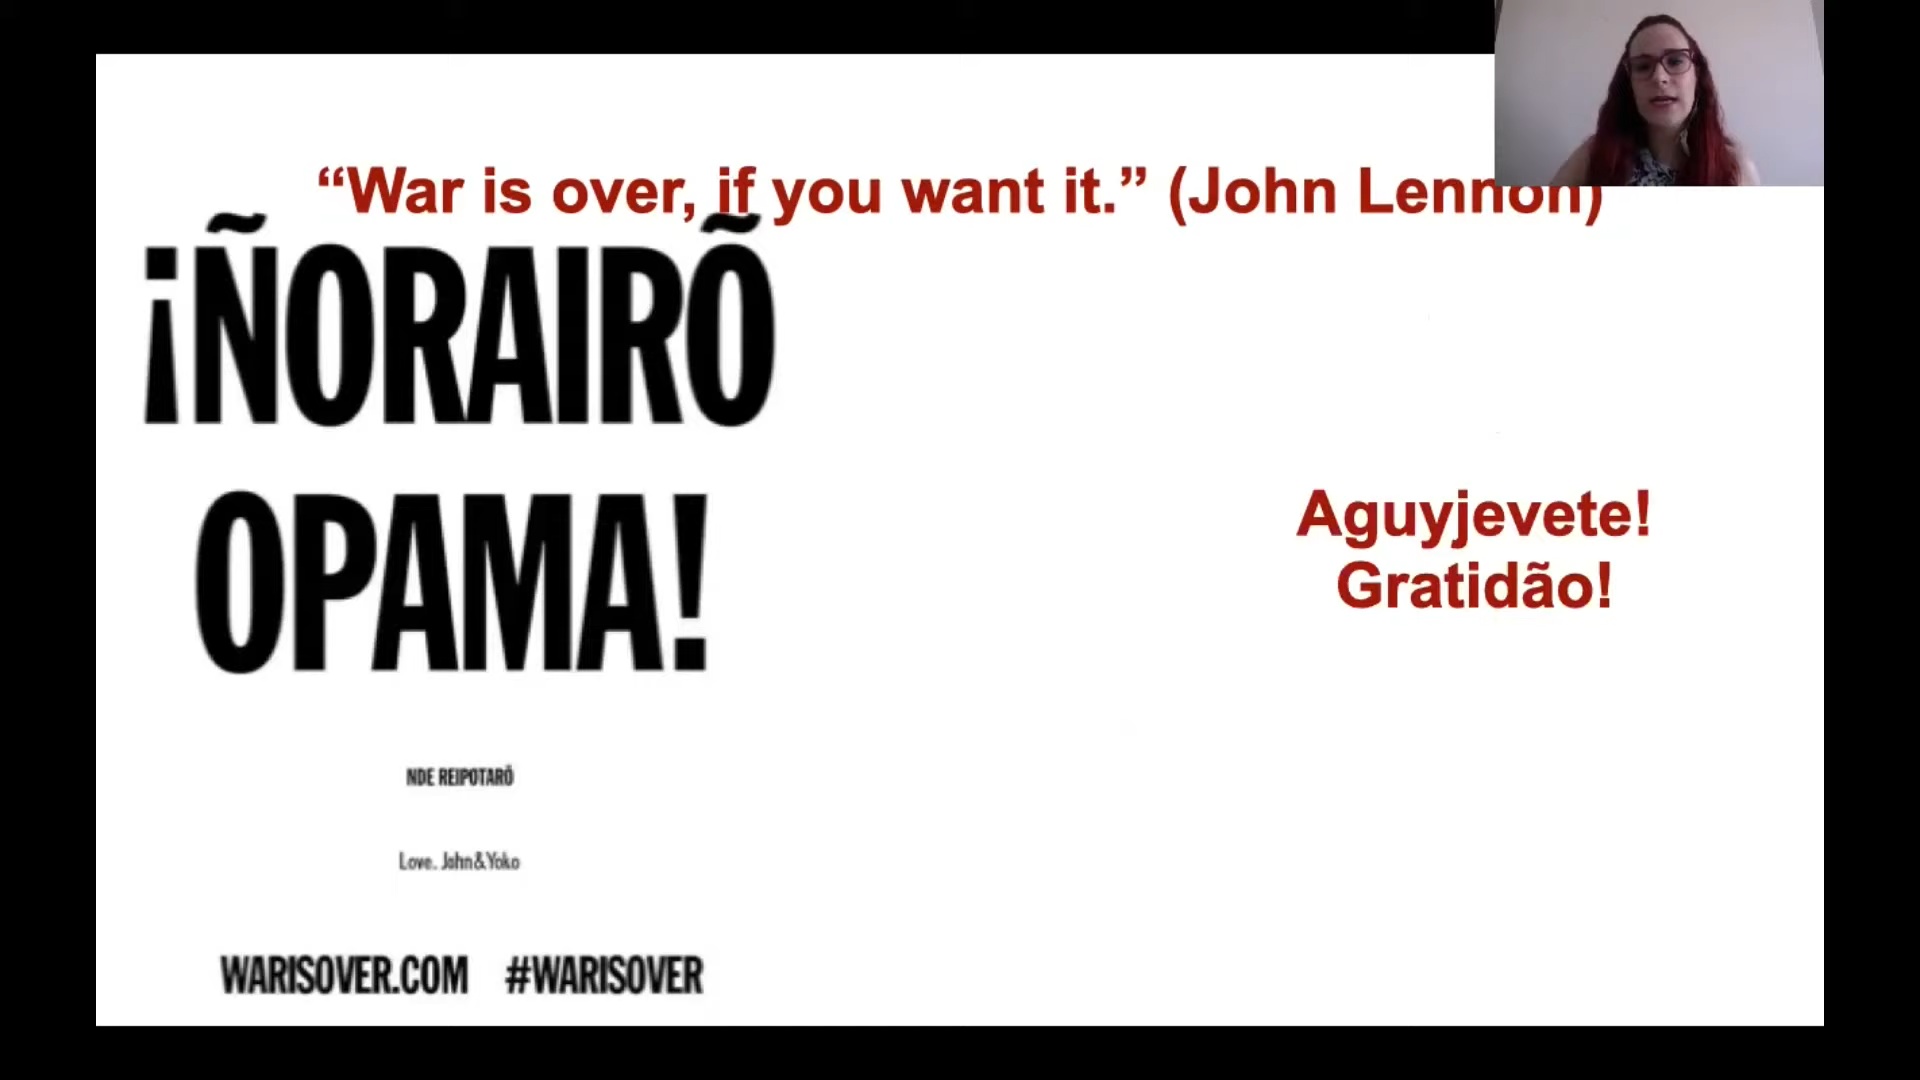 “War is over, if you want it.” (John Lennon)
¡ÑORAIRÕ
OPAMA!
NDE REIPOTARÕ
Love. John&Yoko
WARISOVER.COM #WARISOVER
Aguyjevete!
Gratidão!